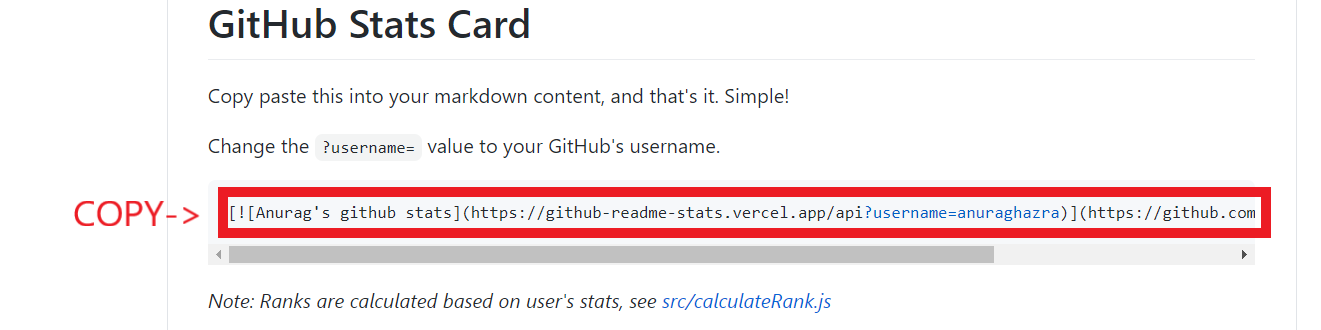 GitHub Stats Card
Copy paste this into your markdown content, and that's it. Simple!
Change the ?username= value to your GitHub's username.
COPY-> [![Anurag's github stats](https://github-readme-stats.vercel.app/api?username=anuraghazra)](https://github.com
Note: Ranks are calculated based on user's stats, see src/calculateRank.js